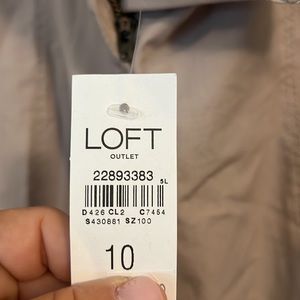 LOFT
OUTLET
22893383
5L
D426 CL2 C7454
S430881 SZ100
10